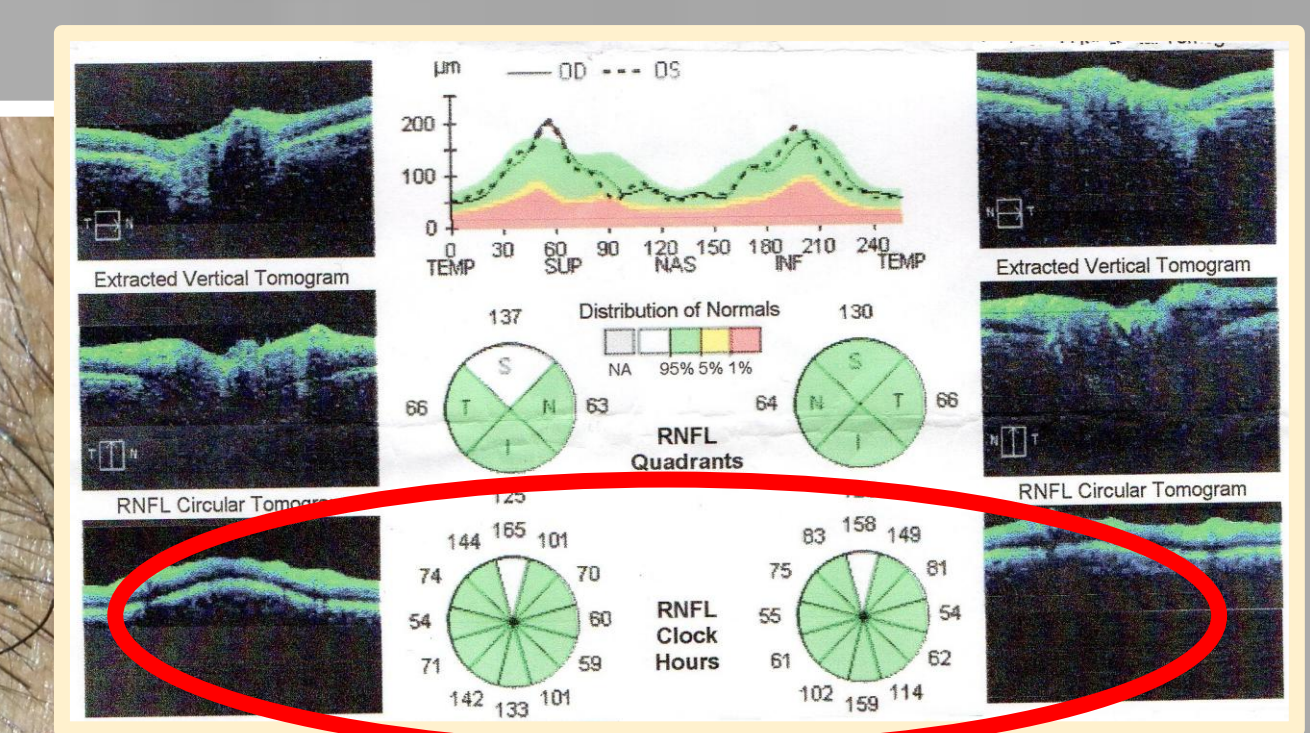 µm — OD --- OS
200
100
0
0 30 60 90 120 150 180 210 240
TEMP SUP NAS INF TEMP
Extracted Vertical Tomogram
Extracted Vertical Tomogram
T N
N T
Distribution of Normals
NA 95% 5% 1%
137
S
66 T N 63
I
125
130
S
64 N T 66
I
RNFL
Quadrants
T N
N T
RNFL Circular
RNFL Circular Tomogram
144 165 101
74 70
54 60
71 59
142 133 101
RNFL
Clock
Hours
83 158 149
75 81
55 54
61 62
102 159 114